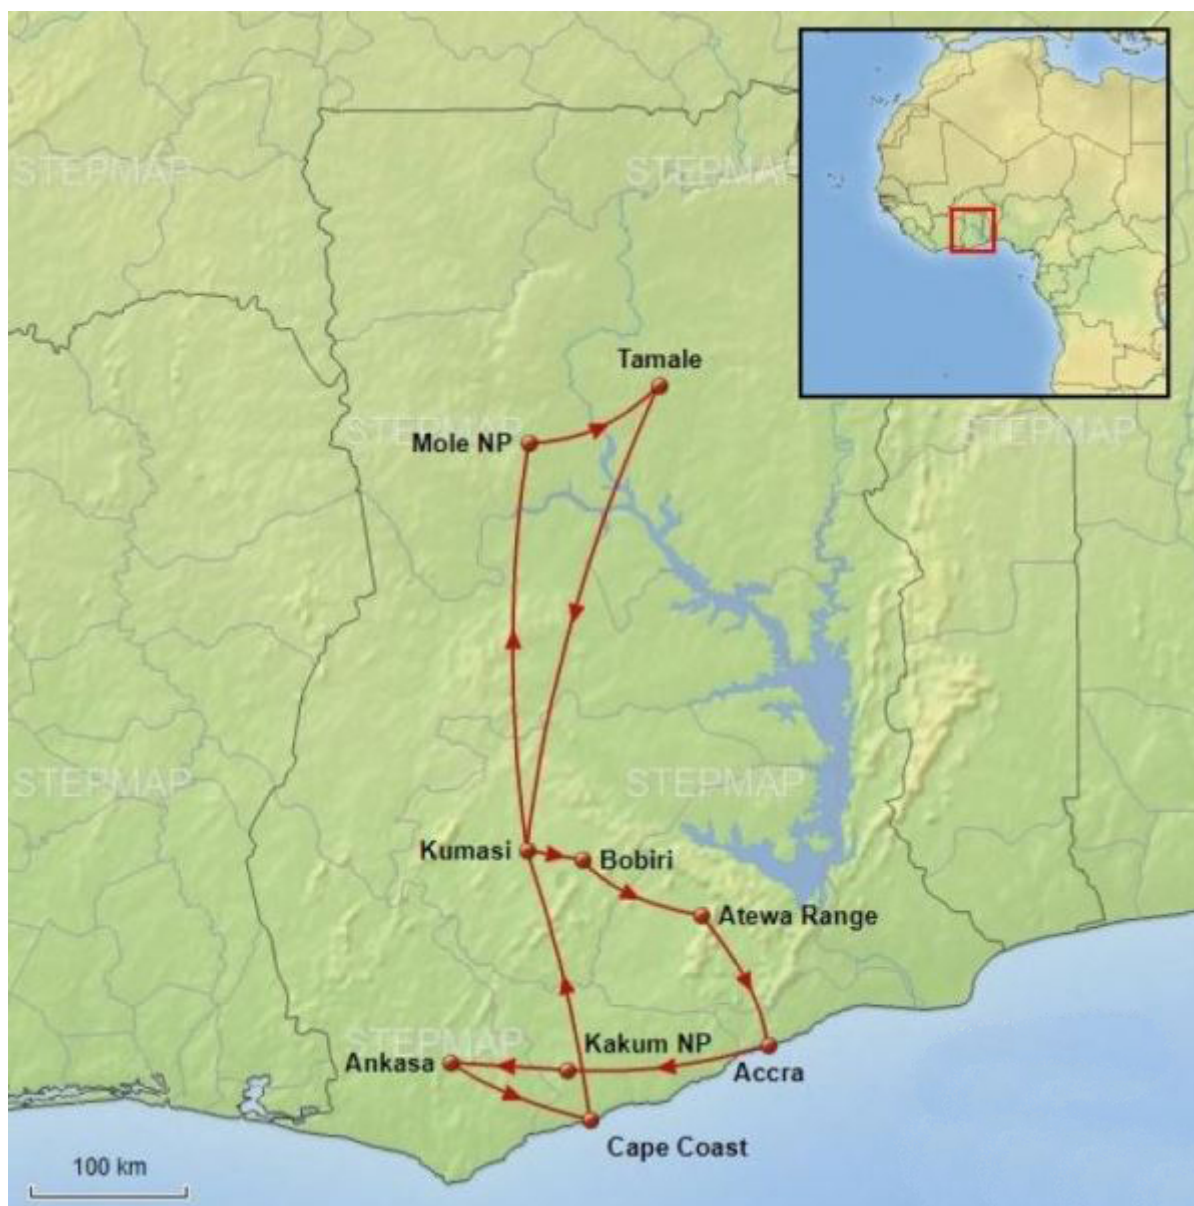 STEPMAP
STEPMAP
Tamale
STEPMAP
STEPMAP
Mole NP
STEPMAP
STEPMAP
Kumasi
Bobiri
Atewa Range
STEPMAP
Kakum NP
Ankasa
Accra
Cape Coast
100 km